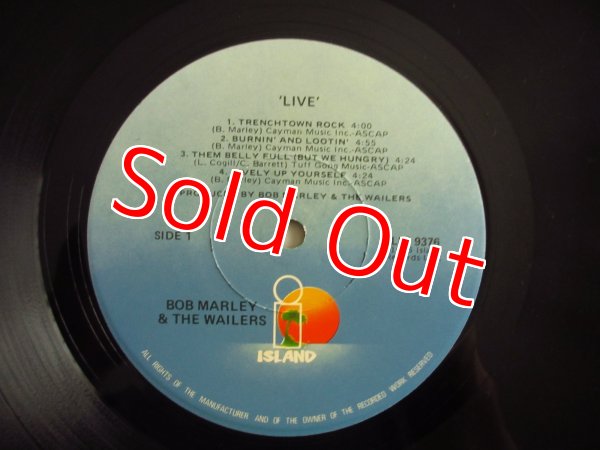 'LIVE'
1. TRENCHTOWN ROCK 4:00
(B. Marley) Cayman Music Inc.-ASCAP
2. BURNIN' AND LOOTIN' 4:55
(B. Marley) Cayman Music Inc.-ASCAP
3. THEM BELLY FULL (BUT WE HUNGRY) 4:24
(L. Cogill/C. Barrett) Tuff Gong Music-ASCAP
4. LIVELY UP YOURSELF 4:24
(B. Marley) Cayman Music Inc.-ASCAP
PRODUCED BY BOB MARLEY & THE WAILERS
SIDE 1
9376
Sold Out
BOB MARLEY
& THE WAILERS
i
ISLAND
ALL RIGHTS OF THE MANUFACTURER AND OF THE OWNER OF THE RECORDED WORK RESERVED